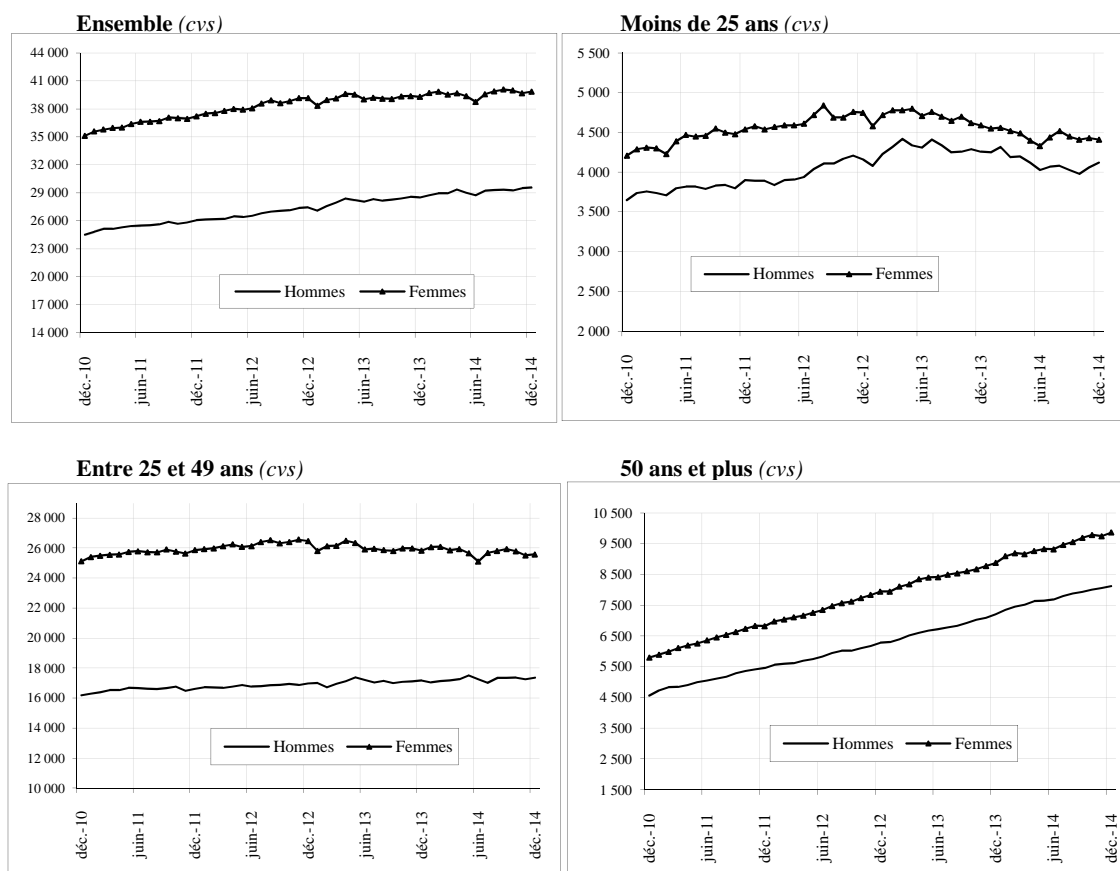 Ensemble (cvs)
44 000
41 000
38 000
35 000
32 000
29 000
26 000
23 000
20 000
17 000
14 000
Hommes
Femmes
déc.-10
juin-11
déc.-11
juin-12
déc.-12
juin-13
déc.-13
juin-14
déc.-14
Moins de 25 ans (cvs)
5 500
5 000
4 500
4 000
3 500
3 000
2 500
2 000
Hommes
Femmes
déc.-10
juin-11
déc.-11
juin-12
déc.-12
juin-13
déc.-13
juin-14
déc.-14
Entre 25 et 49 ans (cvs)
28 000
26 000
24 000
22 000
20 000
18 000
16 000
14 000
12 000
10 000
Hommes
Femmes
déc.-10
juin-11
déc.-11
juin-12
déc.-12
juin-13
déc.-13
juin-14
déc.-14
50 ans et plus (cvs)
10 500
9 500
8 500
7 500
6 500
5 500
4 500
3 500
2 500
1 500
Hommes
Femmes
déc.-10
juin-11
déc.-11
juin-12
déc.-12
juin-13
déc.-13
juin-14
déc.-14